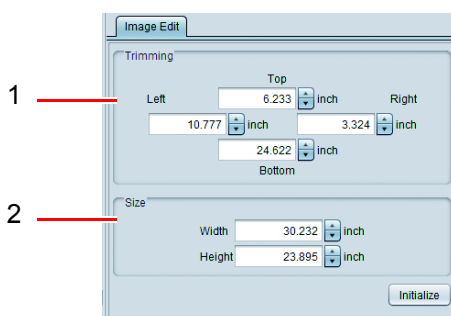 Image Edit
Trimming
1
Top
Left 6.233 inch Right
10.777 inch 3.324 inch
24.622 inch
Bottom
2
Size
Width 30.232 inch
Height 23.895 inch
Initialize